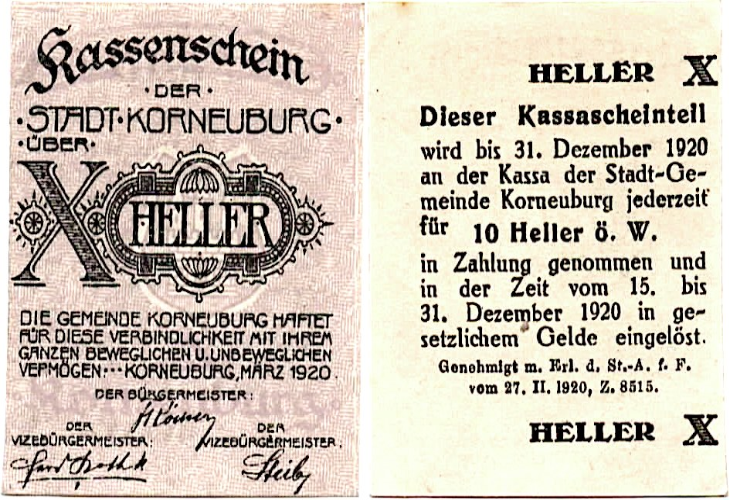 Kassenschein
· DER ·
· STADT · KORNEUBURG ·
· ÜBER ·
X HELLER
DIE GEMEINDE KORNEUBURG HAFTET
FÜR DIESE VERBINDLICHKEIT MIT IHREM
GANZEN BEWEGLICHEN U. UNBEWEGLICHEN
VERMÖGEN ··· KORNEUBURG, MÄRZ 1920.
DER BÜRGERMEISTER:
DER
VIZEBÜRGERMEISTER:
DER
VIZEBÜRGERMEISTER:
HELLER X
Dieser Kassascheinteil
wird bis 31. Dezember 1920
an der Kassa der Stadt-Ge-
meinde Korneuburg jederzeit
für 10 Heller ö. W.
in Zahlung genommen und
in der Zeit vom 15. bis
31. Dezember 1920 in ge-
setzlichem Gelde eingelöst.
Genehmigt m. Erl. d. St.-A. f. F.
vom 27. II. 1920, Z. 8515.
HELLER X